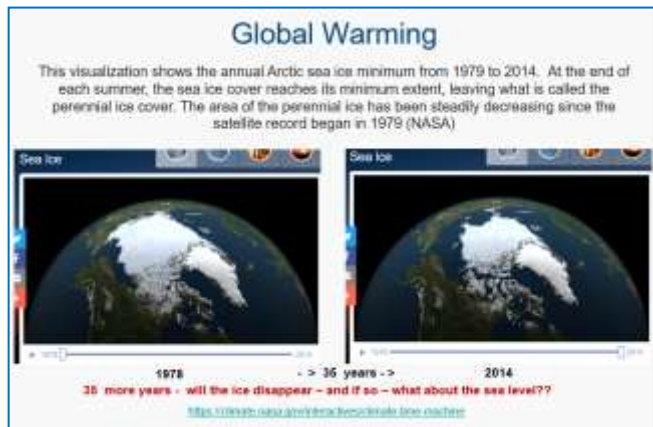 Global Warming
This visualization shows the annual Arctic sea ice minimum from 1979 to 2014. At the end of
each summer, the sea ice cover reaches its minimum extent, leaving what is called the
perennial ice cover. The area of the perennial ice has been steadily decreasing since the
satellite record began in 1979 (NASA)
Sea Ice
Sea Ice
1979
2014
1978 - > 36 years - > 2014
36 more years - will the ice disappear – and if so – what about the sea level??
https://climate.nasa.gov/interactives/climate-time-machine